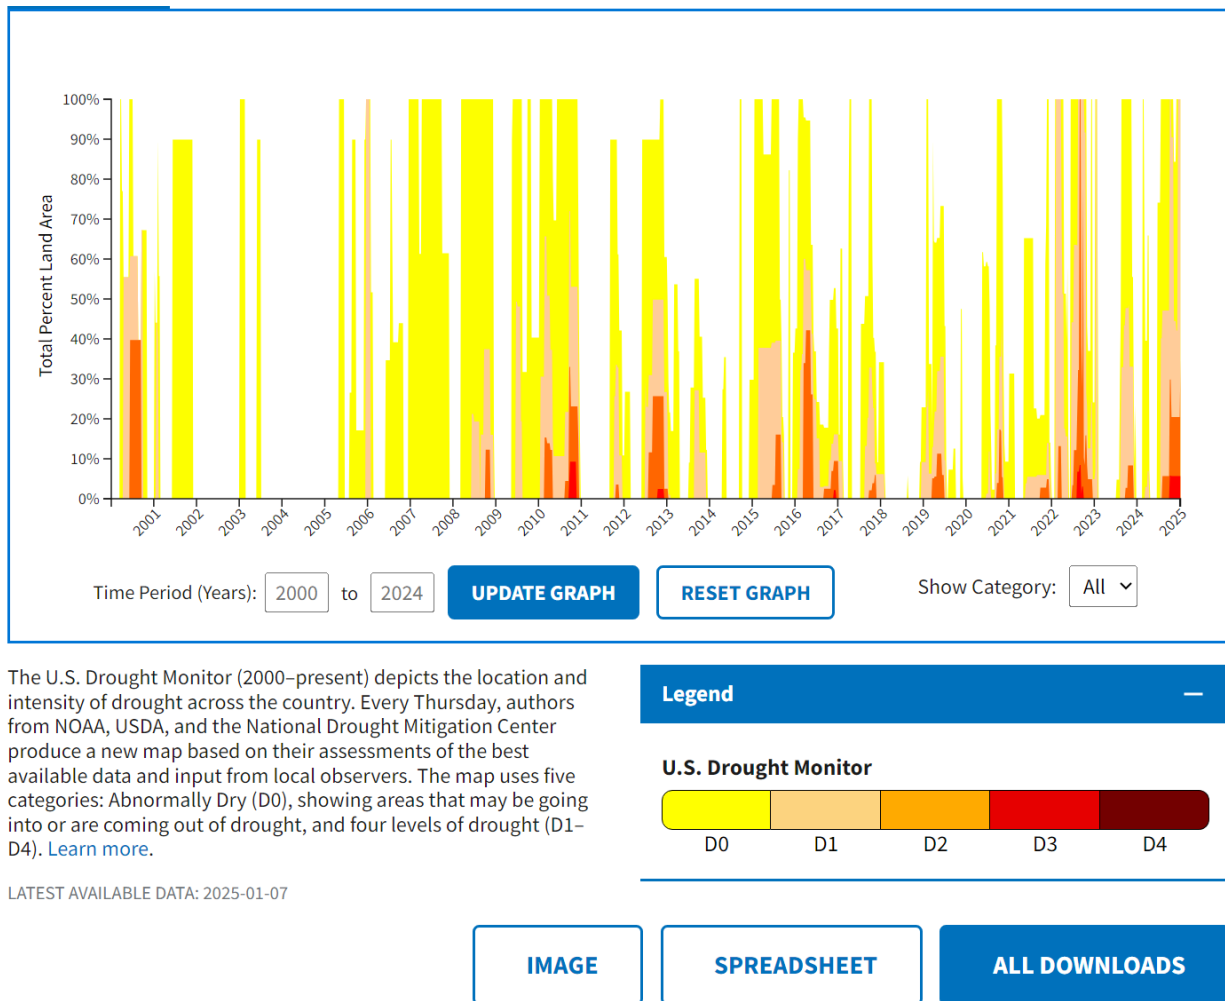 100%
90%
80%
70%
60%
50%
40%
30%
20%
10%
0%
Total Percent Land Area
2001
2002
2003
2004
2005
2006
2007
2008
2009
2010
2011
2012
2013
2014
2015
2016
2017
2018
2019
2020
2021
2022
2023
2024
2025
Time Period (Years): 2000 to 2024 UPDATE GRAPH RESET GRAPH Show Category: All
The U.S. Drought Monitor (2000–present) depicts the location and
intensity of drought across the country. Every Thursday, authors
from NOAA, USDA, and the National Drought Mitigation Center
produce a new map based on their assessments of the best
available data and input from local observers. The map uses five
categories: Abnormally Dry (D0), showing areas that may be going
into or are coming out of drought, and four levels of drought (D1–
D4). Learn more.
LATEST AVAILABLE DATA: 2025-01-07
Legend
U.S. Drought Monitor
D0 D1 D2 D3 D4
IMAGE SPREADSHEET ALL DOWNLOADS